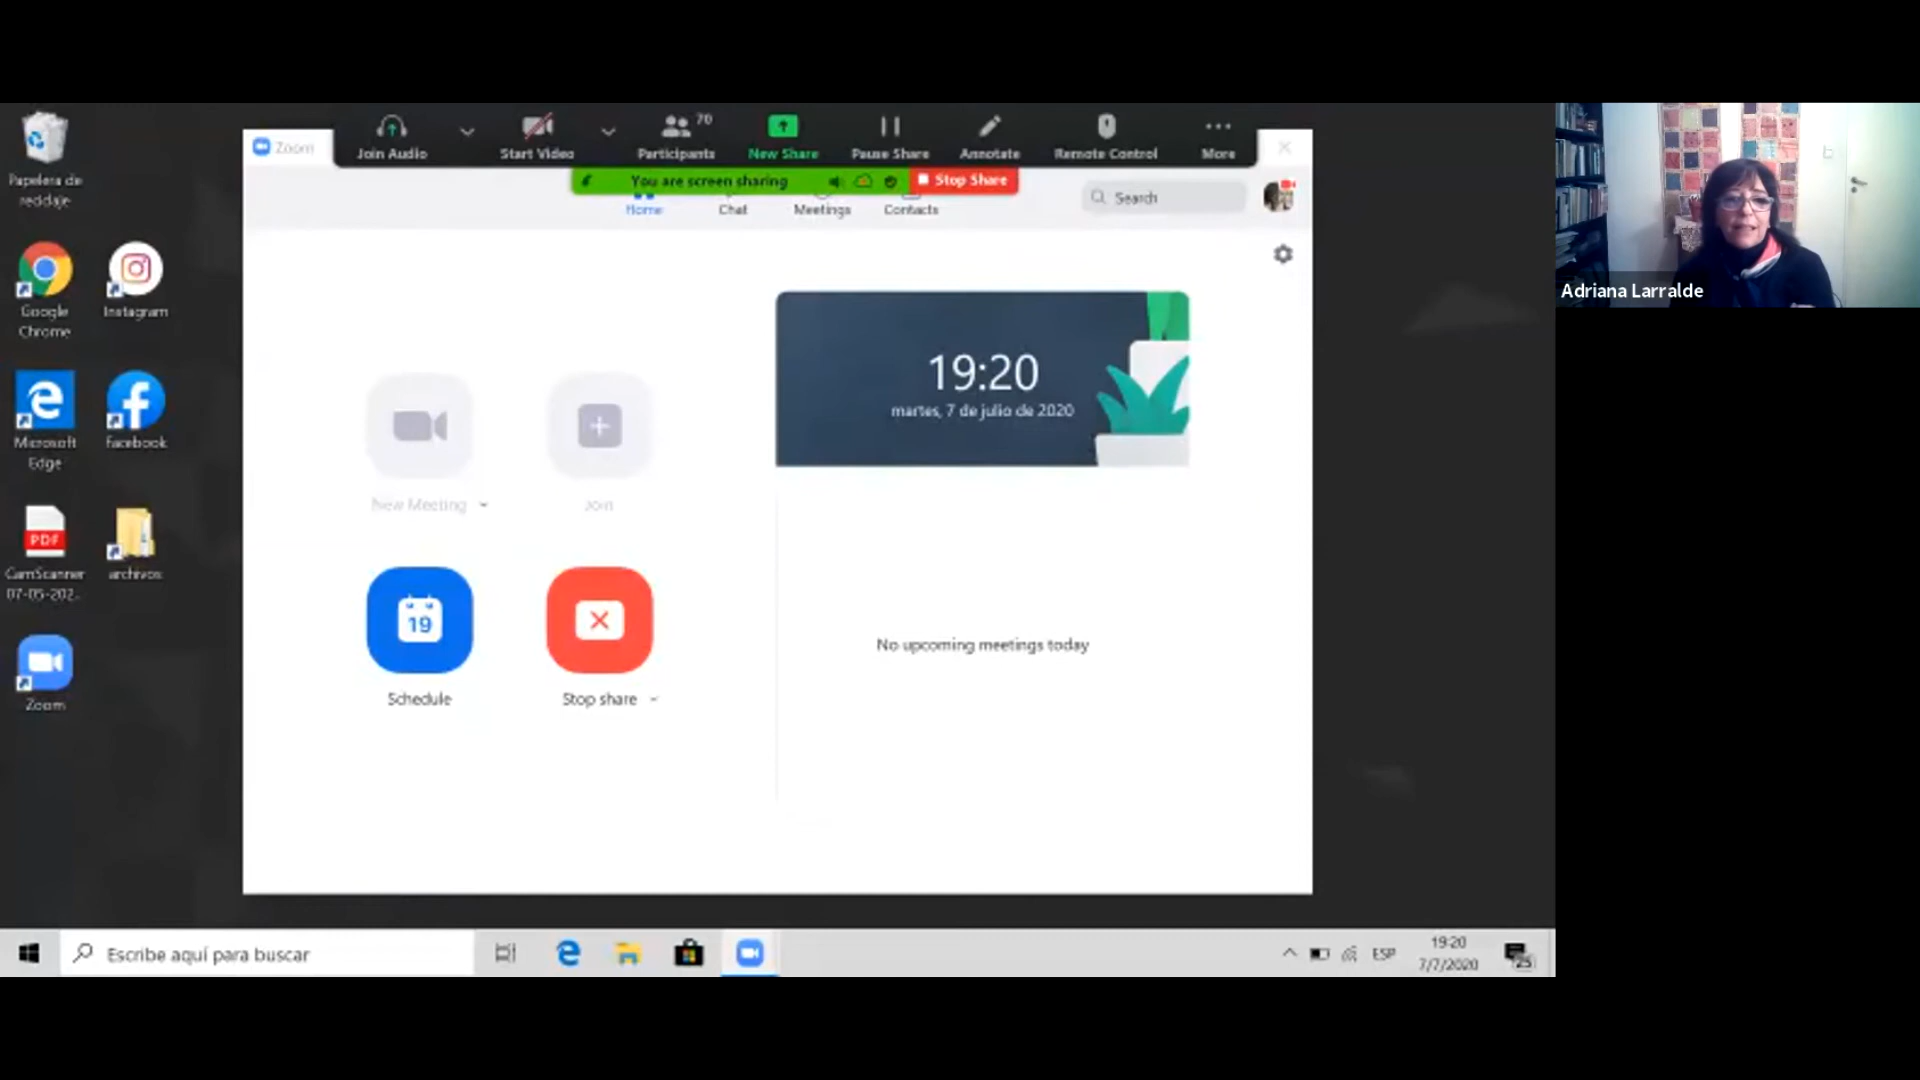 Papelera de
reciclaje
Google
Chrome
Instagram
Microsoft
Edge
Facebook
PDF
CamScanner
07-05-202...
archivos
Zoom
Zoom
Join Audio
Start Video
70
Participants
New Share
Pause Share
Annotate
Remote Control
More
You are screen sharing
Stop Share
Home
Chat
Meetings
Contacts
Search
19:20
martes, 7 de julio de 2020
New Meeting
Join
19
Schedule
Stop share
No upcoming meetings today
Escribe aquí para buscar
ESP
19:20
7/7/2020
25
Adriana Larralde